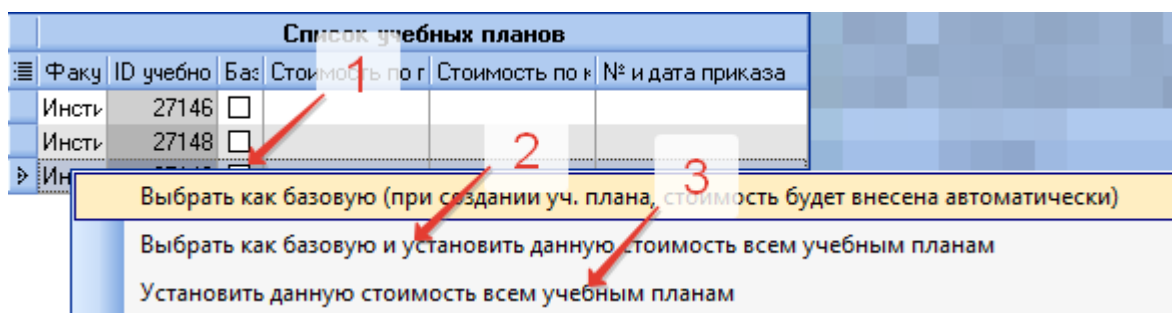 Список учебных планов
Факу ID учебно Баз Стоимость по г Стоимость по к № и дата приказа
1
Инсти 27146
Инсти 27148
2
3
Выбрать как базовую (при создании уч. плана, стоимость будет внесена автоматически)
Выбрать как базовую и установить данную стоимость всем учебным планам
Установить данную стоимость всем учебным планам